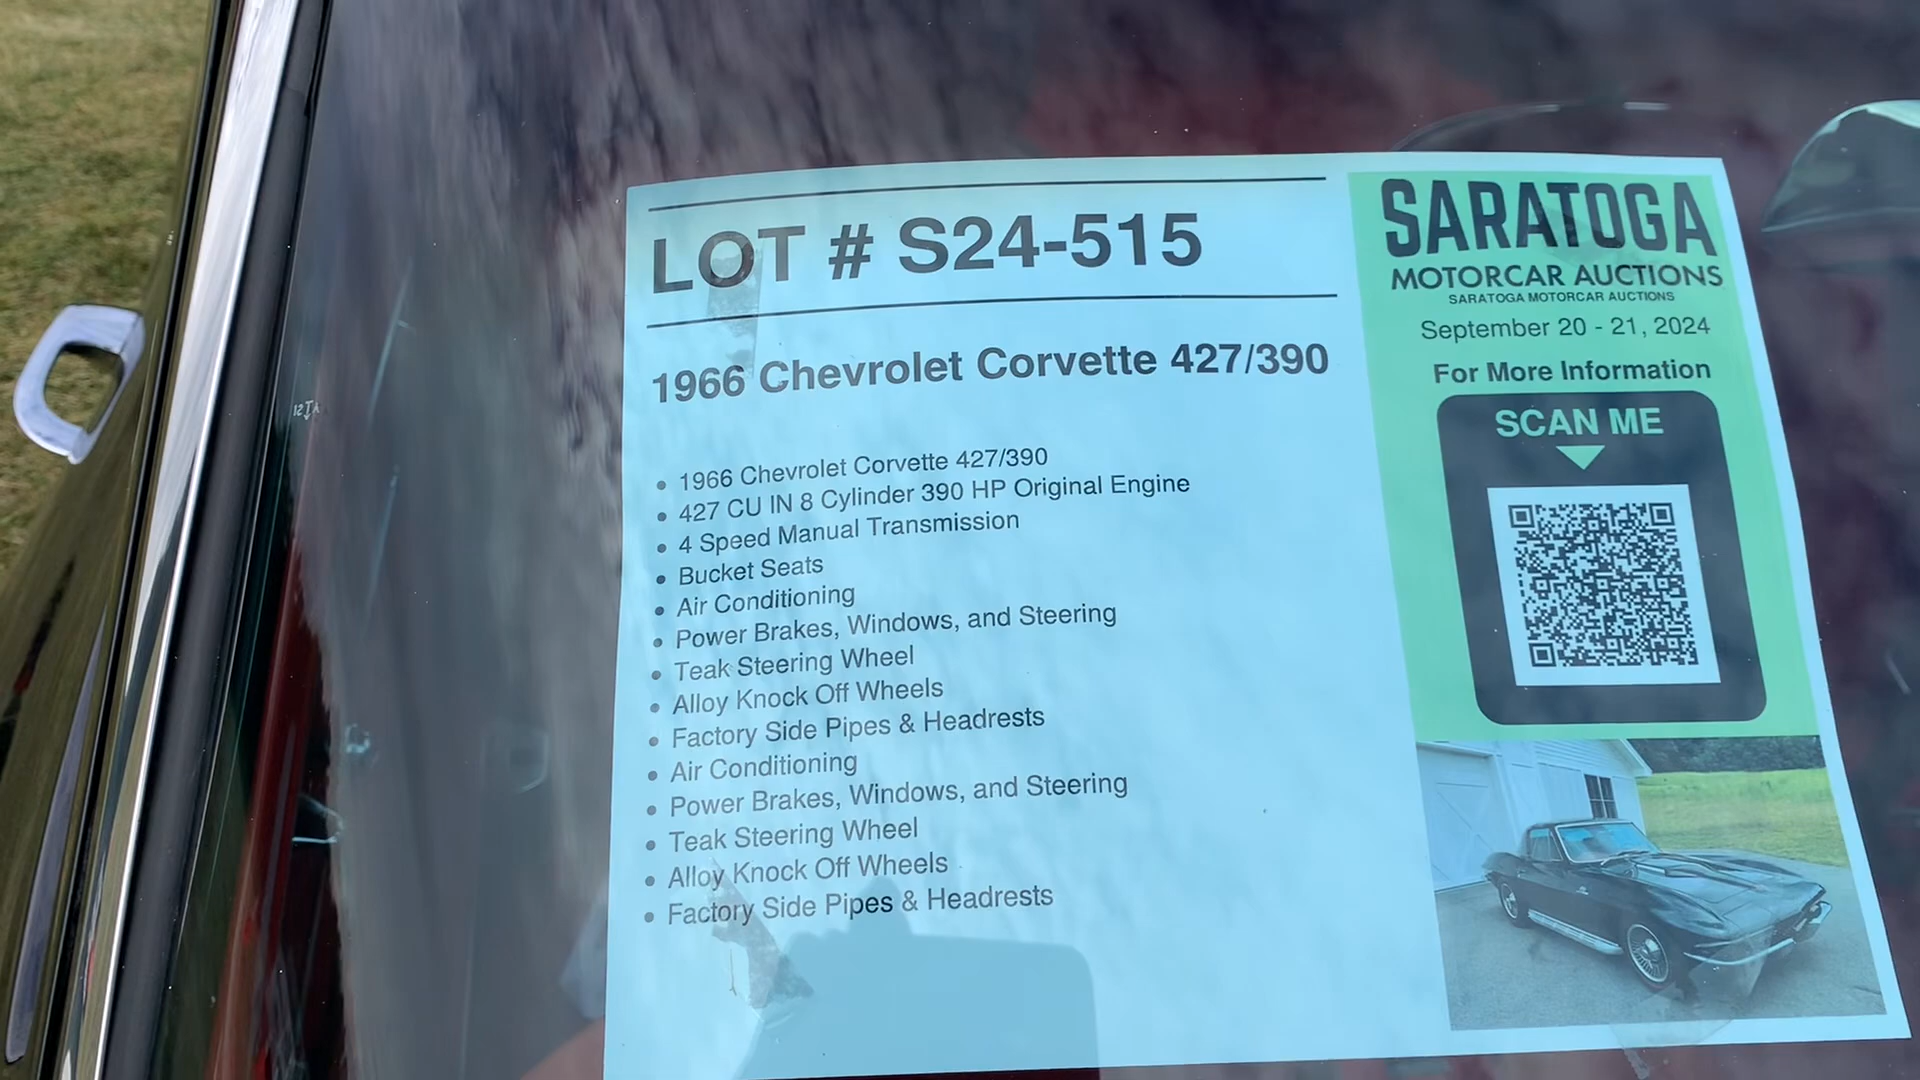 LOT # S24-515
1966 Chevrolet Corvette 427/390
• 1966 Chevrolet Corvette 427/390
• 427 CU IN 8 Cylinder 390 HP Original Engine
• 4 Speed Manual Transmission
• Bucket Seats
• Air Conditioning
• Power Brakes, Windows, and Steering
• Teak Steering Wheel
• Alloy Knock Off Wheels
• Factory Side Pipes & Headrests
• Air Conditioning
• Power Brakes, Windows, and Steering
• Teak Steering Wheel
• Alloy Knock Off Wheels
• Factory Side Pipes & Headrests
SARATOGA
MOTORCAR AUCTIONS
SARATOGA MOTORCAR AUCTIONS
September 20 - 21, 2024
For More Information
SCAN ME